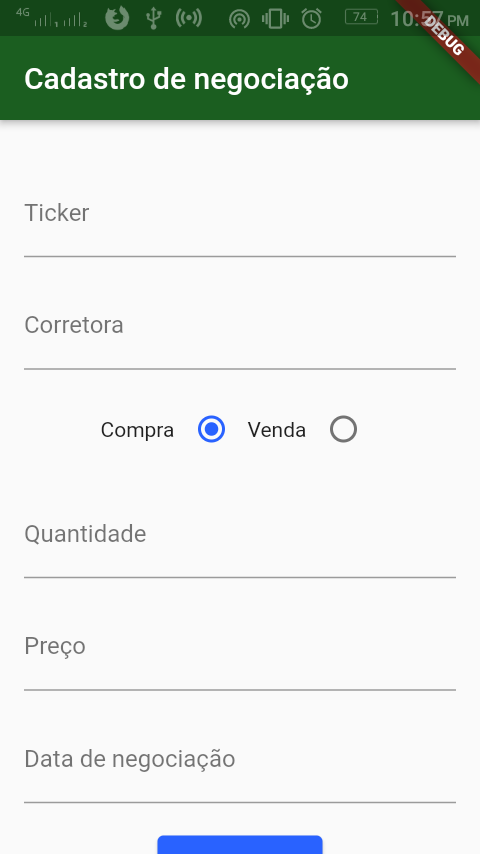 4G 74 10:57 PM
DEBUG
Cadastro de negociação
Ticker
Corretora
Compra Venda
Quantidade
Preço
Data de negociação